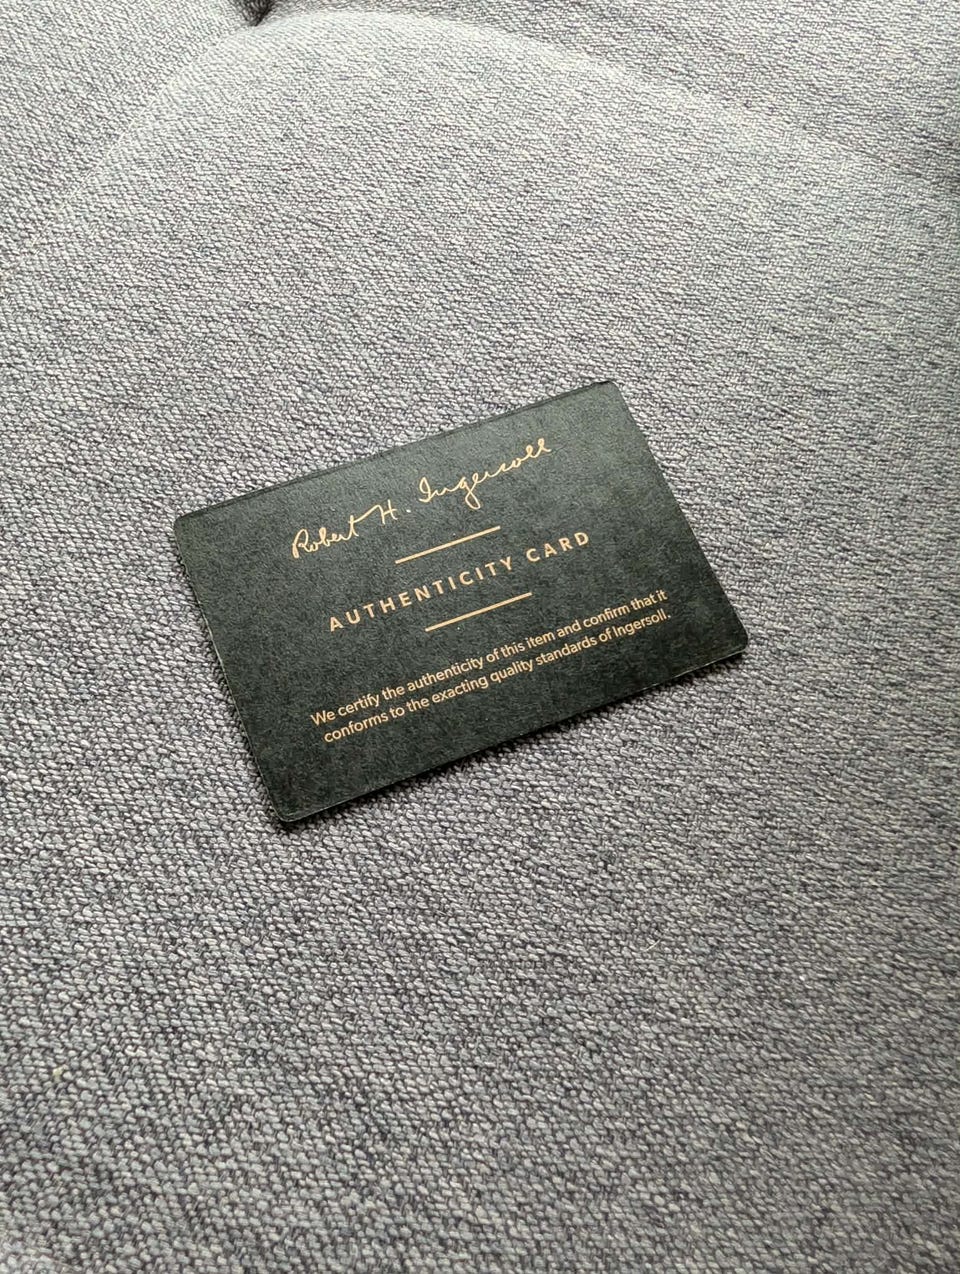 Robert H. Ingersoll
AUTHENTICITY CARD
We certify the authenticity of this item and confirm that it
conforms to the exacting quality standards of Ingersoll.